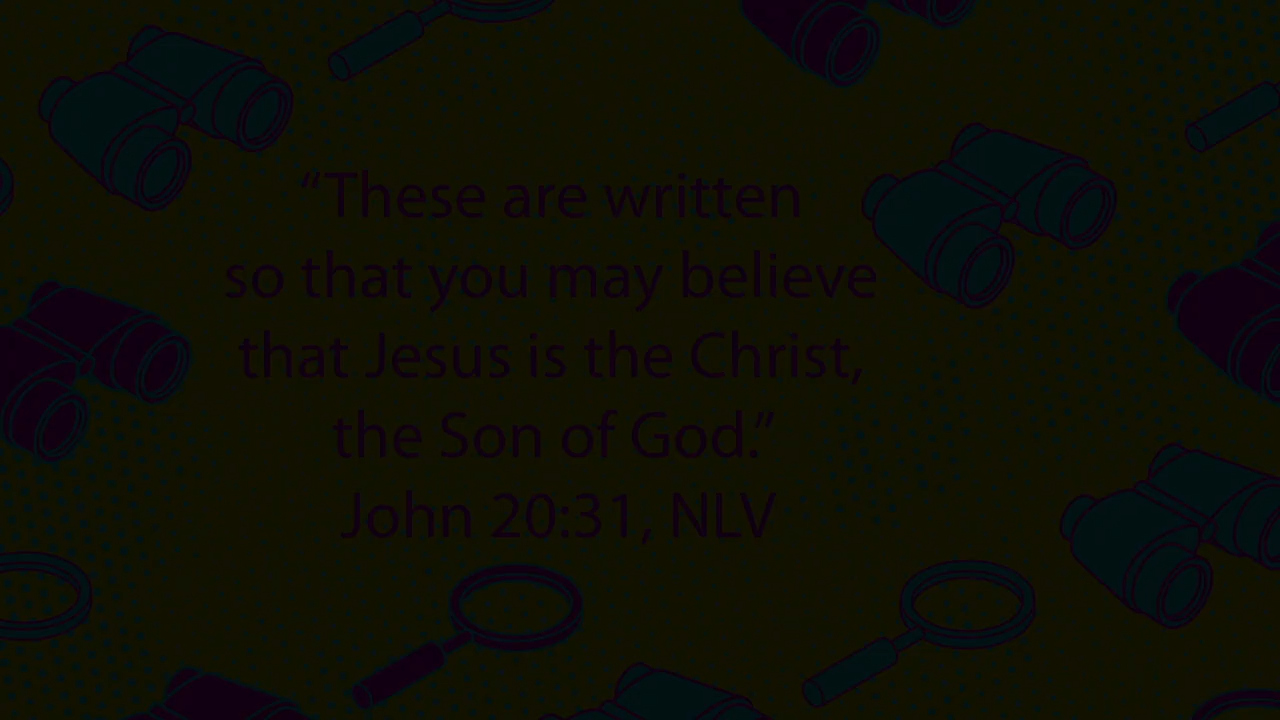 “These are written
so that you may believe
that Jesus is the Christ,
the Son of God.”
John 20:31, NLV